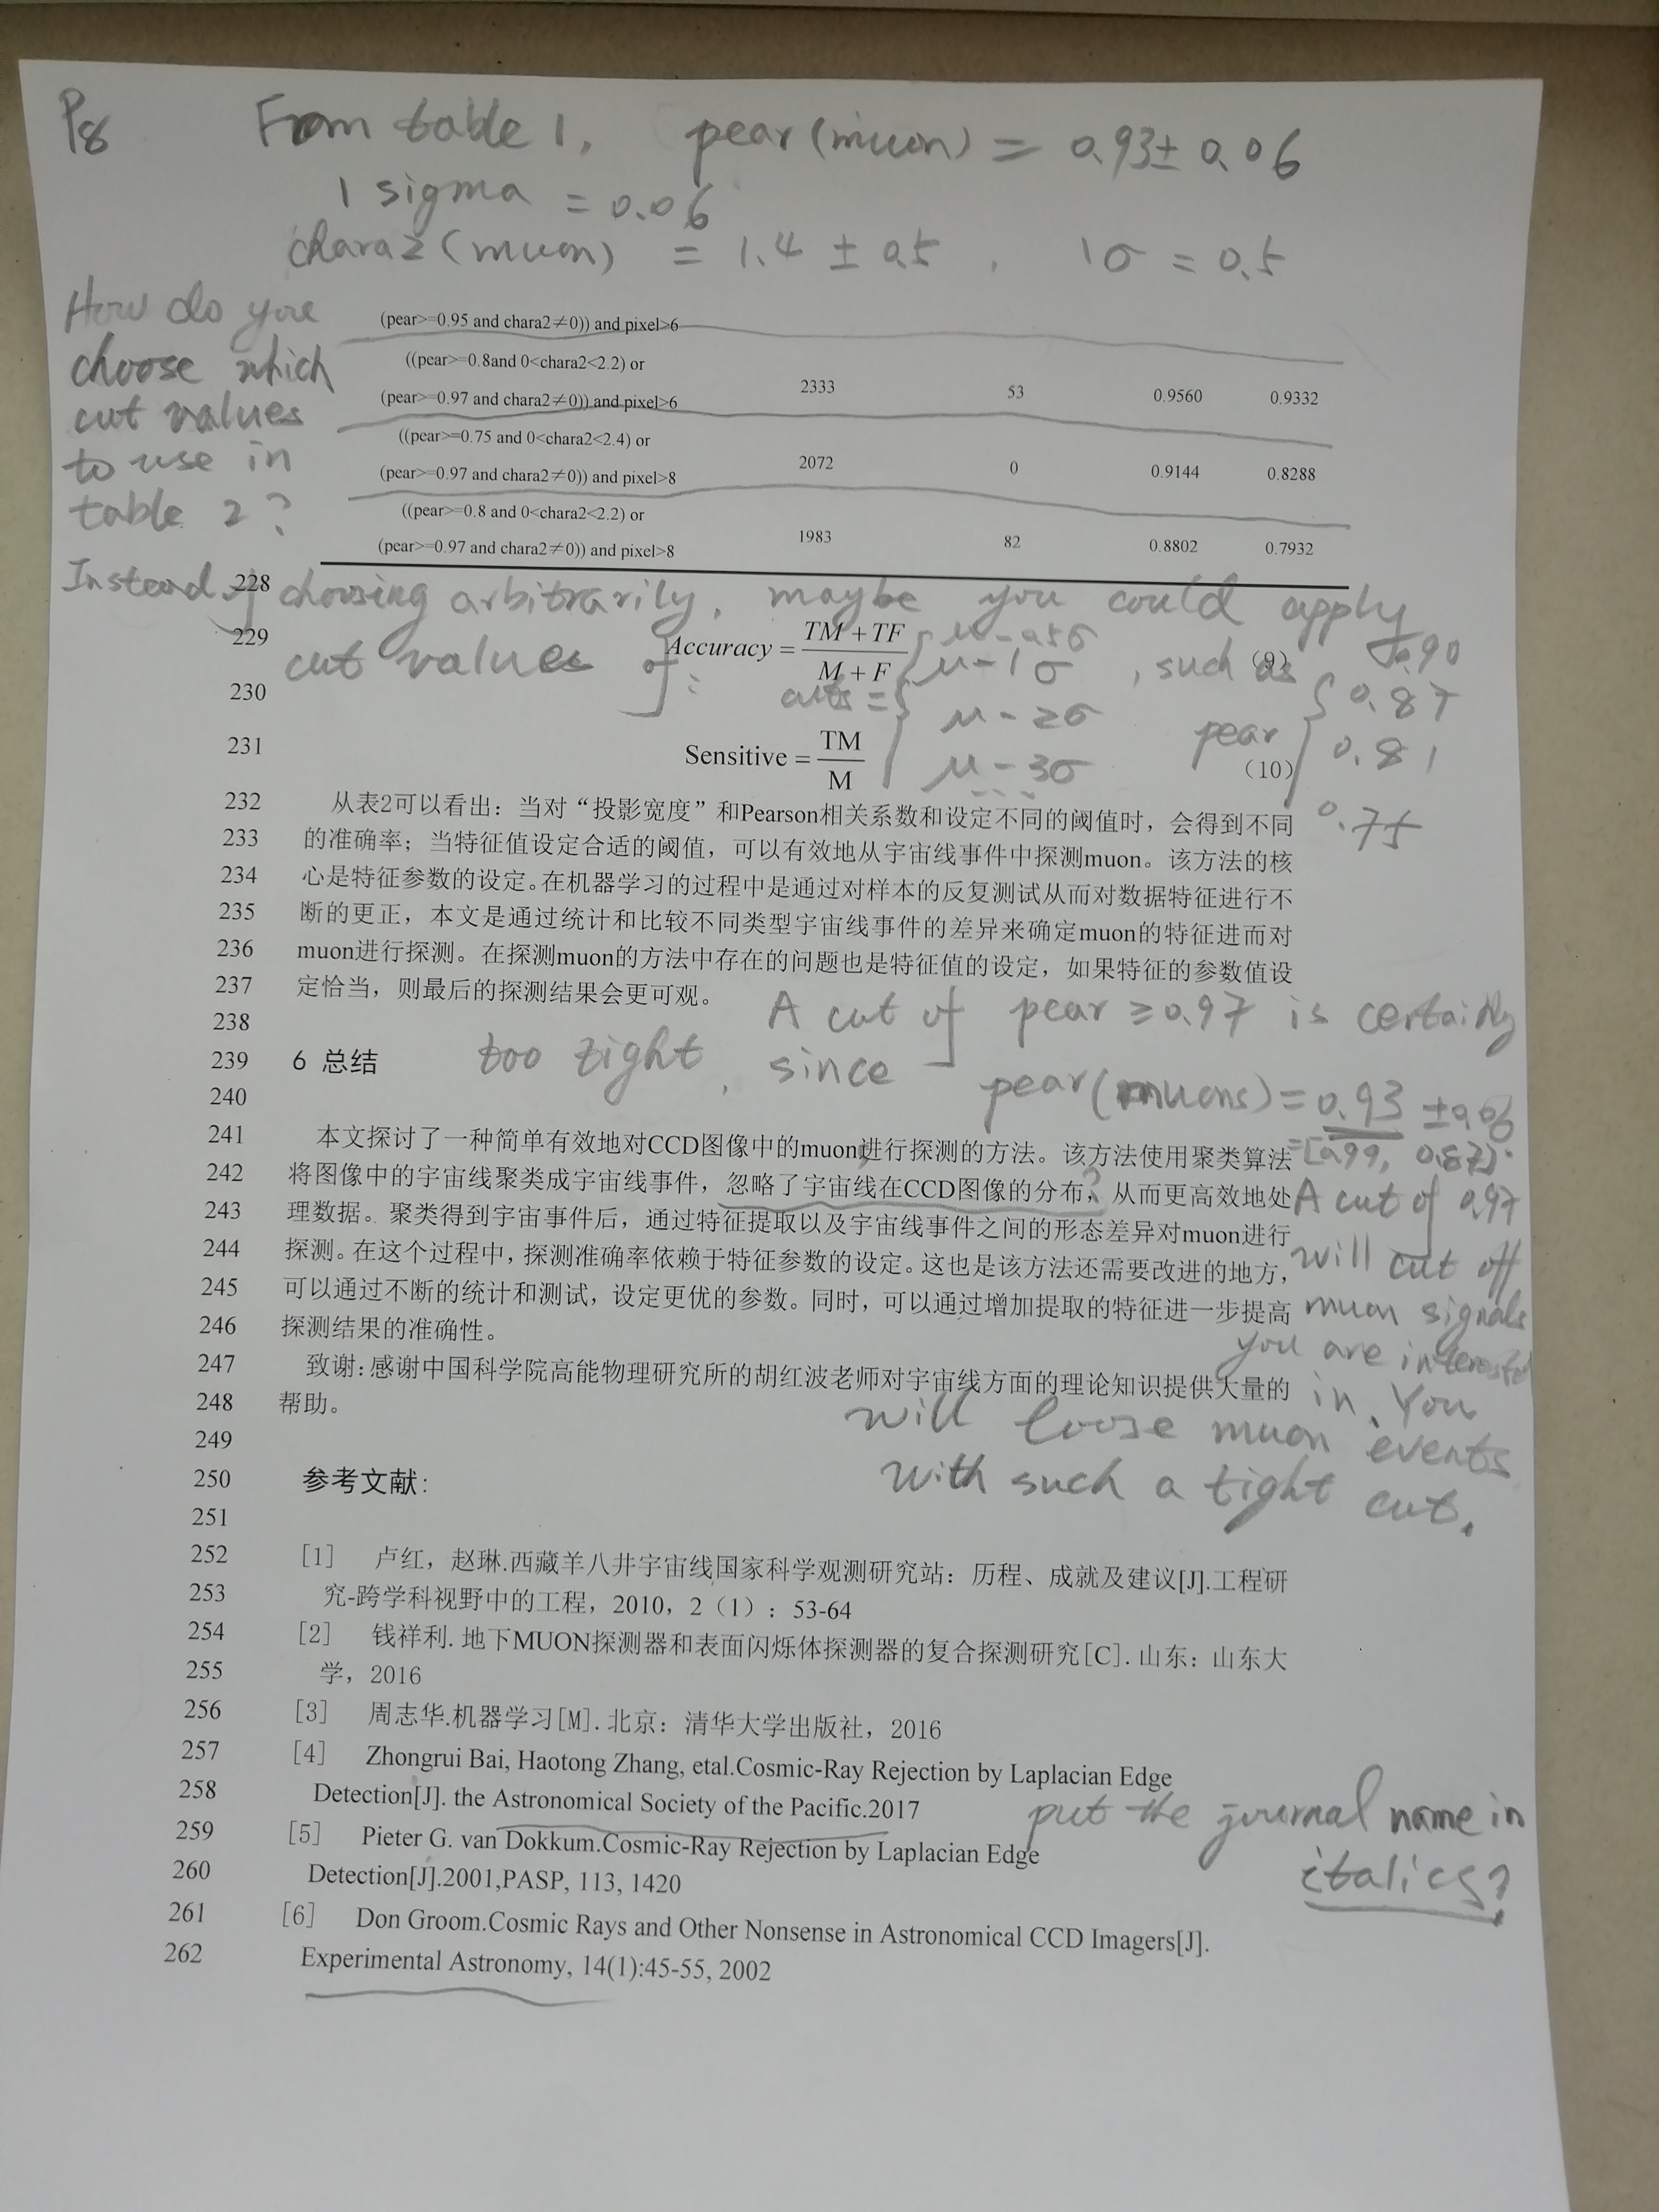 P8 From table 1, pear(muon) = 0.93± 0.06
1 sigma = 0.06
chara2(muon) = 1.4 ± 0.5 , 1σ = 0.5
How do you
choose which
cut values
to use in
table 2?
(pear>=0.95 and chara2≠0)) and pixel>6
((pear>=0.8and 0<chara2<2.2) or
(pear>=0.97 and chara2≠0)) and pixel>6 2333 53 0.9560 0.9332
((pear>=0.75 and 0<chara2<2.4) or
(pear>=0.97 and chara2≠0)) and pixel>8 2072 0 0.9144 0.8288
((pear>=0.8 and 0<chara2<2.2) or
(pear>=0.97 and chara2≠0)) and pixel>8 1983 82 0.8802 0.7932
228
Instead of choosing arbitrarily, maybe you could apply
cut values of : cuts = { μ-0.5σ
μ-1σ
μ-2σ
μ-3σ
...
, such as
pear { 0.90
0.87
0.81
0.75
229 Accuracy = TM+TF / M+F (9)
230
231 Sensitive = TM / M (10)
232 从表2可以看出：当对“投影宽度”和Pearson相关系数和设定不同的阈值时，会得到不同
233 的准确率；当特征值设定合适的阈值，可以有效地从宇宙线事件中探测muon。该方法的核
234 心是特征参数的设定。在机器学习的过程中是通过对样本的反复测试从而对数据特征进行不
235 断的更正，本文是通过统计和比较不同类型宇宙线事件的差异来确定muon的特征进而对
236 muon进行探测。在探测muon的方法中存在的问题也是特征值的设定，如果特征的参数值设
237 定恰当，则最后的探测结果会更可观。
A cut of pear ≥0.97 is certainly
too tight, since pear(muons)=0.93 ±0.06
=[0.99, 0.87].
A cut of 0.97
will cut off
muon signals
you are interested
in. You
will loose muon events
with such a tight cut.
238
239 6 总结
240
241 本文探讨了一种简单有效地对CCD图像中的muon进行探测的方法。该方法使用聚类算法
242 将图像中的宇宙线聚类成宇宙线事件，忽略了宇宙线在CCD图像的分布，?从而更高效地处
243 理数据。聚类得到宇宙事件后，通过特征提取以及宇宙线事件之间的形态差异对muon进行
244 探测。在这个过程中，探测准确率依赖于特征参数的设定。这也是该方法还需要改进的地方，
245 可以通过不断的统计和测试，设定更优的参数。同时，可以通过增加提取的特征进一步提高
246 探测结果的准确性。
247 致谢：感谢中国科学院高能物理研究所的胡红波老师对宇宙线方面的理论知识提供大量的
248 帮助。
249
250 参考文献：
251
252 [1] 卢红，赵琳.西藏羊八井宇宙线国家科学观测研究站：历程、成就及建议[J].工程研
253 究-跨学科视野中的工程，2010，2（1）：53-64
254 [2] 钱祥利. 地下MUON探测器和表面闪烁体探测器的复合探测研究[C]. 山东：山东大
255 学，2016
256 [3] 周志华.机器学习[M]. 北京：清华大学出版社，2016
257 [4] Zhongrui Bai, Haotong Zhang, etal.Cosmic-Ray Rejection by Laplacian Edge
258 Detection[J]. the Astronomical Society of the Pacific.2017
259 [5] Pieter G. van Dokkum.Cosmic-Ray Rejection by Laplacian Edge
260 Detection[J].2001,PASP, 113, 1420
put the journal name in
italics?
261 [6] Don Groom.Cosmic Rays and Other Nonsense in Astronomical CCD Imagers[J].
262 Experimental Astronomy, 14(1):45-55, 2002